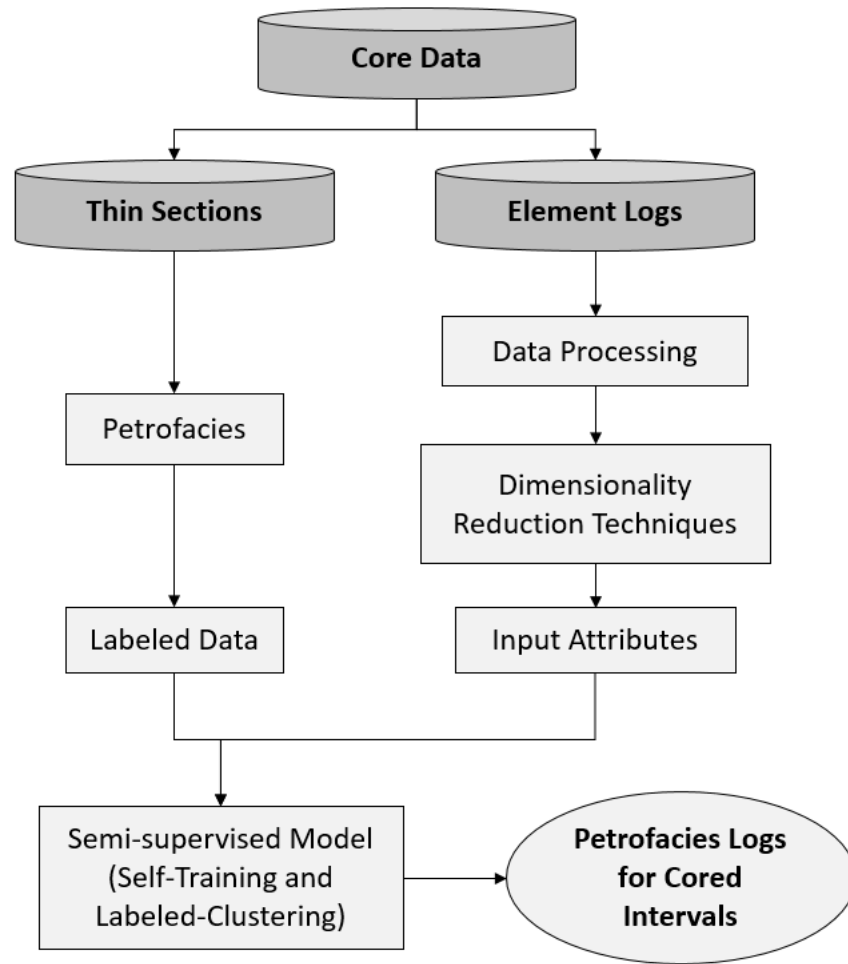 Core Data
Thin Sections
Element Logs
Data Processing
Petrofacies
Dimensionality
Reduction Techniques
Labeled Data
Input Attributes
Semi-supervised Model
(Self-Training and
Labeled-Clustering)
Petrofacies Logs
for Cored
Intervals